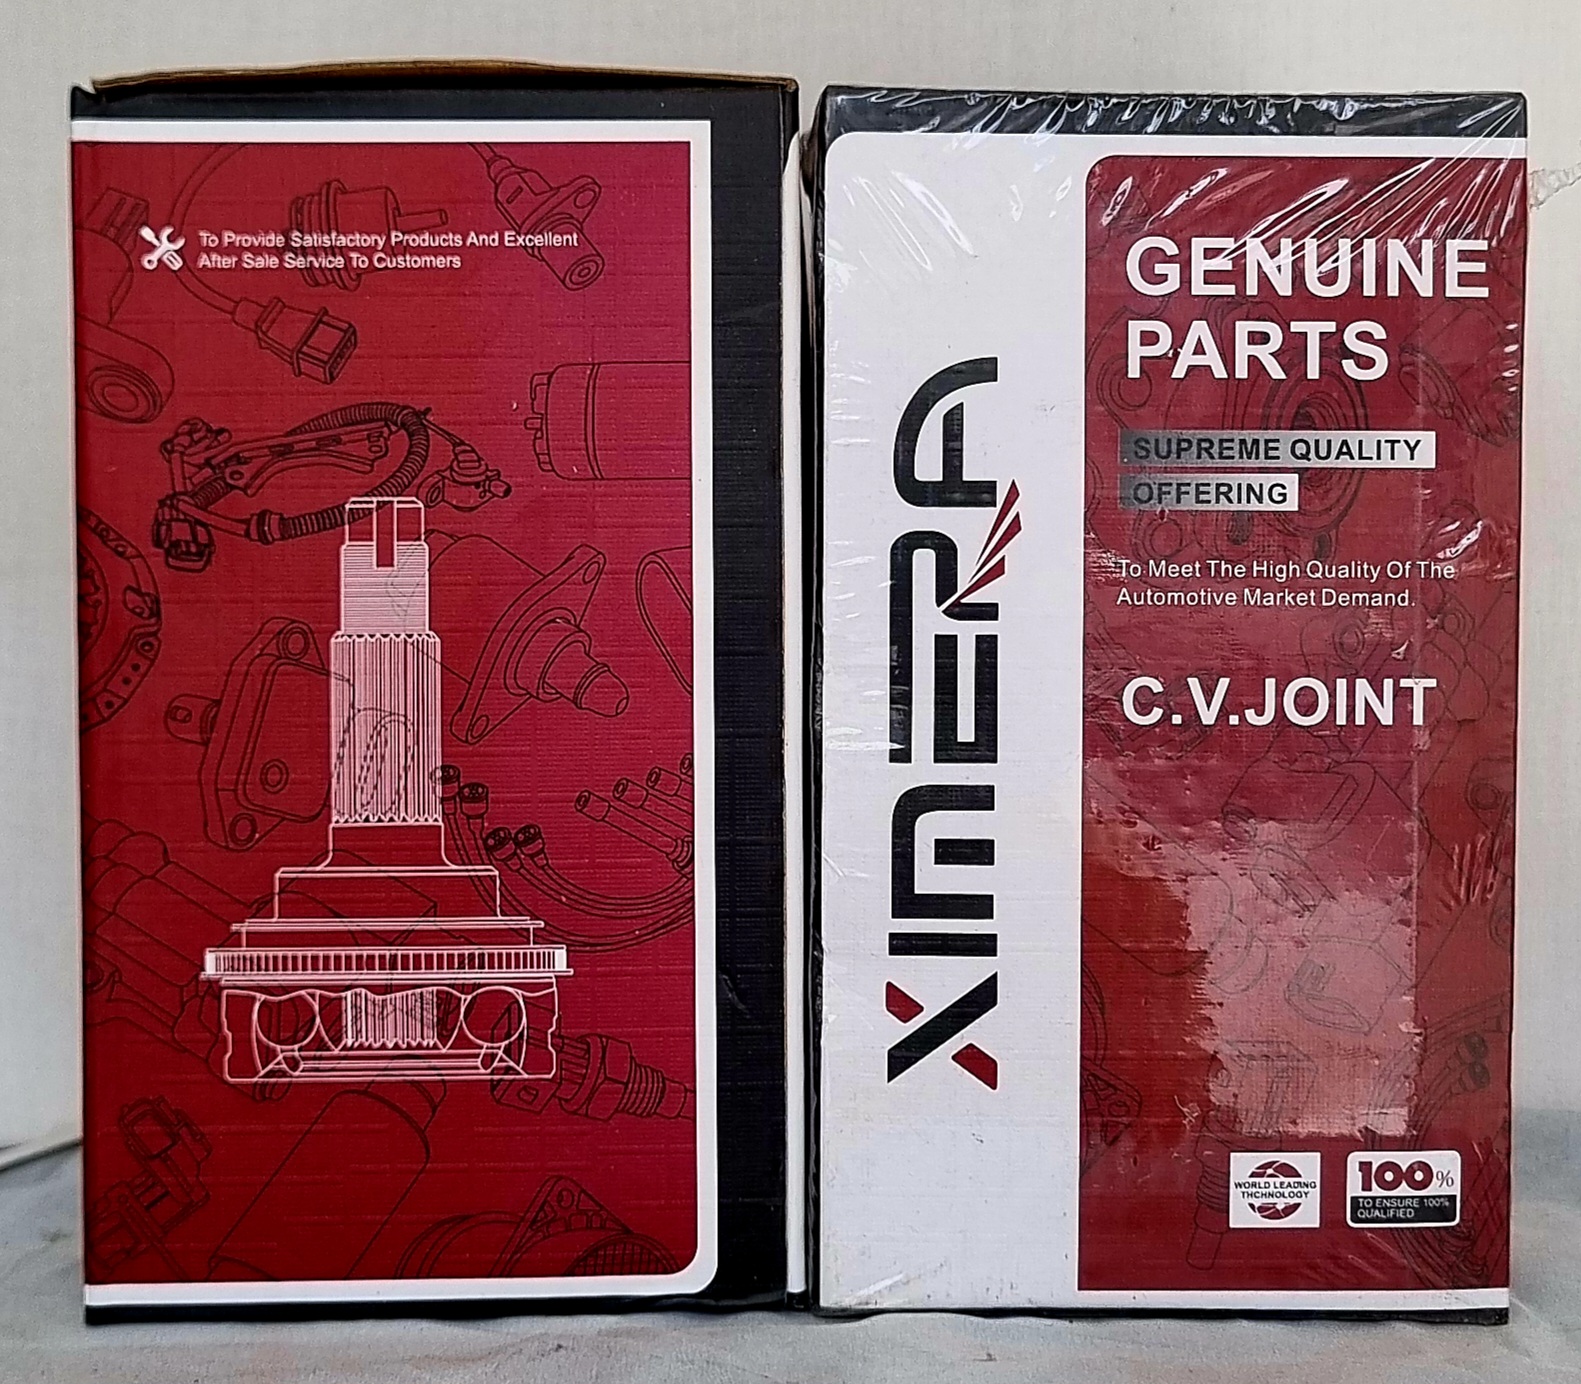 To Provide Satisfactory Products And Excellent
After Sale Service To Customers
XIMERA
GENUINE
PARTS
SUPREME QUALITY
OFFERING
To Meet The High Quality Of The
Automotive Market Demand.
C.V.JOINT
WORLD LEADING
THCHNOLOGY
100%
TO ENSURE 100%
QUALIFIED